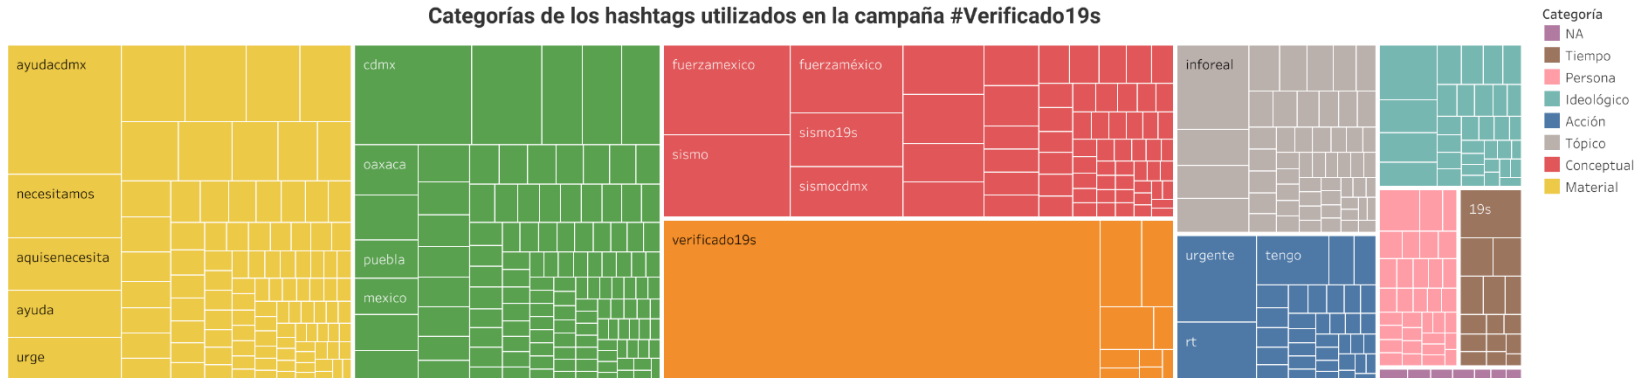 Categorías de los hashtags utilizados en la campaña #Verificado19s
ayudacdmx
necesitamos
aquisenecesita
ayuda
urge
cdmx
oaxaca
puebla
mexico
fuerzamexico
sismo
fuerzaméxico
sismo19s
sismocdmx
verificado19s
inforeal
urgente
tengo
rt
19s
Categoría
NA
Tiempo
Persona
Ideológico
Acción
Tópico
Conceptual
Material